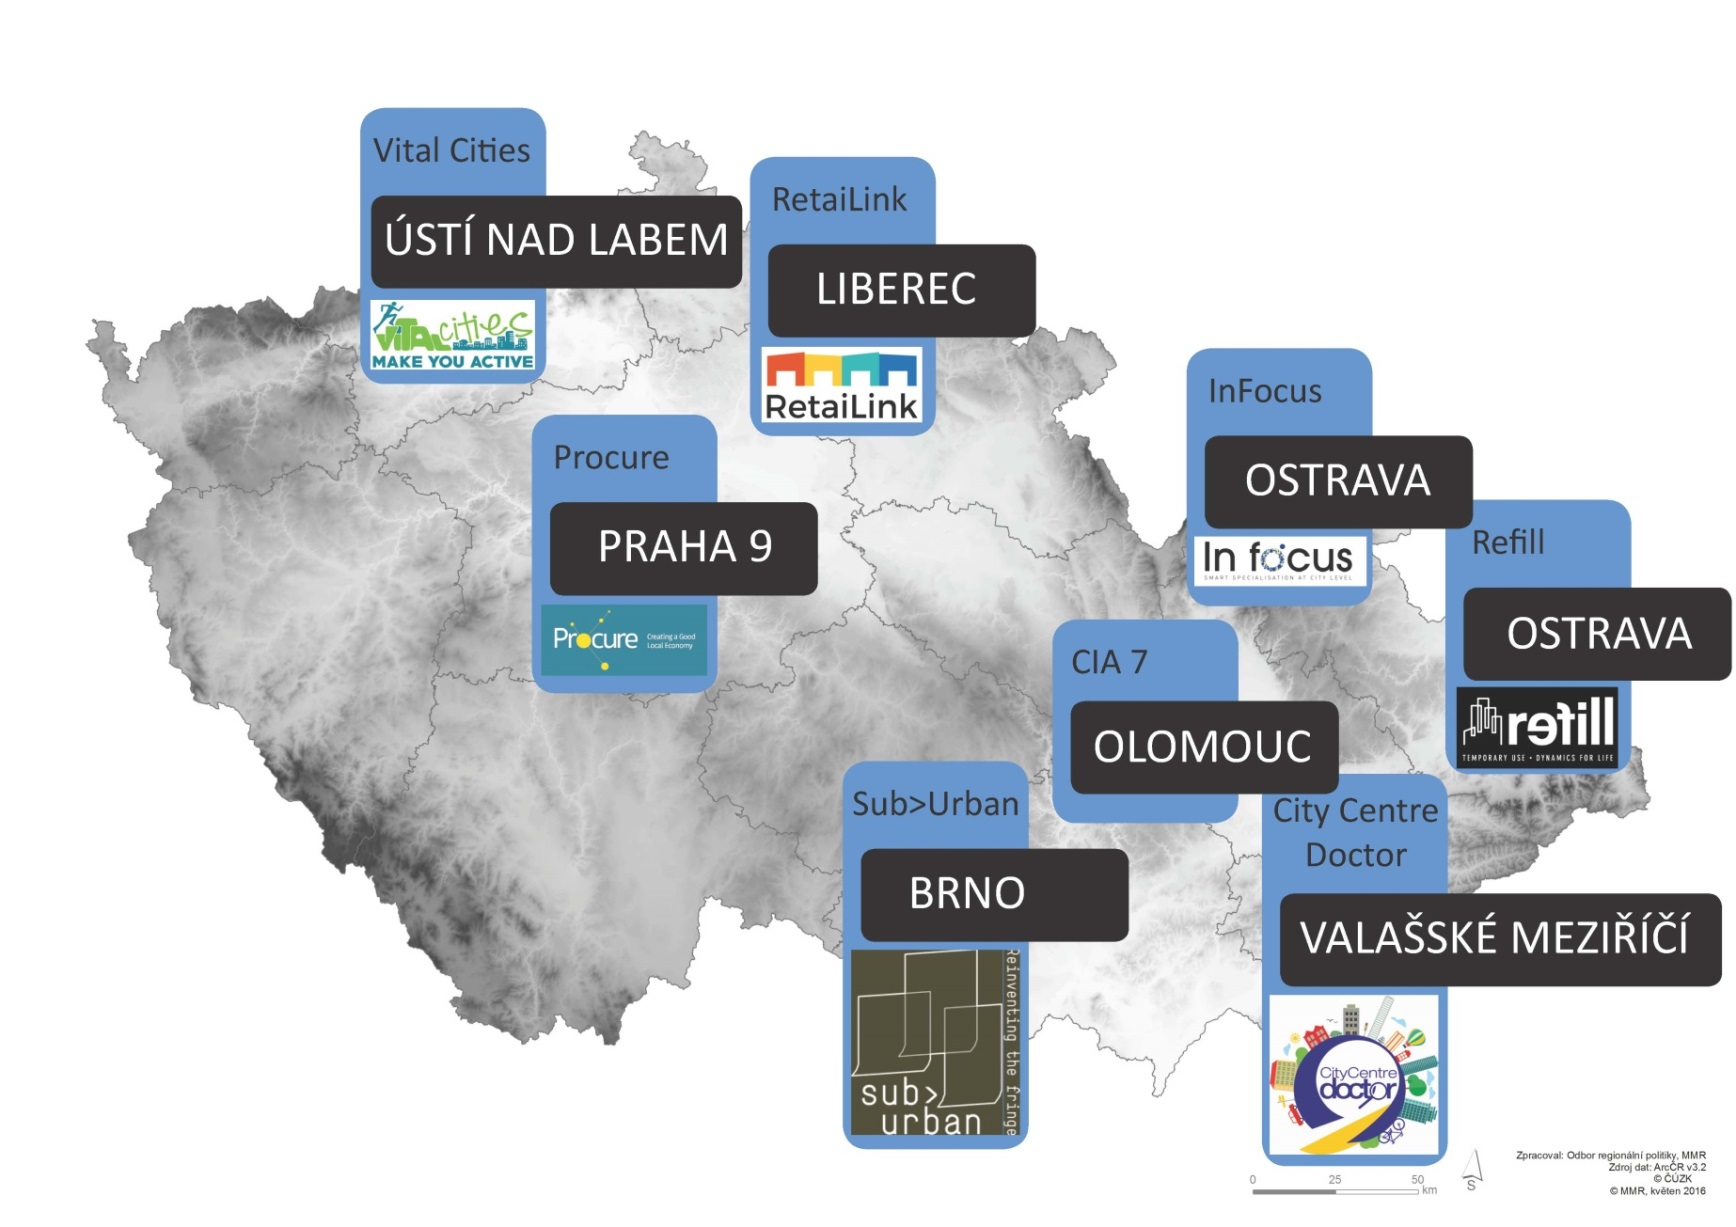 Vital Cities
ÚSTÍ NAD LABEM
VITAL cities
MAKE YOU ACTIVE
RetaiLink
LIBEREC
RetaiLink
Procure
PRAHA 9
Procure
Creating a Good
Local Economy
InFocus
OSTRAVA
In focus
SMART SPECIALISATION AT CITY LEVEL
Refill
OSTRAVA
refill
TEMPORARY USE • DYNAMICS FOR LIFE
CIA 7
OLOMOUC
Sub>Urban
BRNO
sub>
urban
Reinventing the fringe
City Centre
Doctor
VALAŠSKÉ MEZIŘÍČÍ
CityCentre
doctor
0 25 50
km
S
Zpracoval: Odbor regionální politiky, MMR
Zdroj dat: ArcČR v3.2
© ČÚZK
© MMR, květen 2016